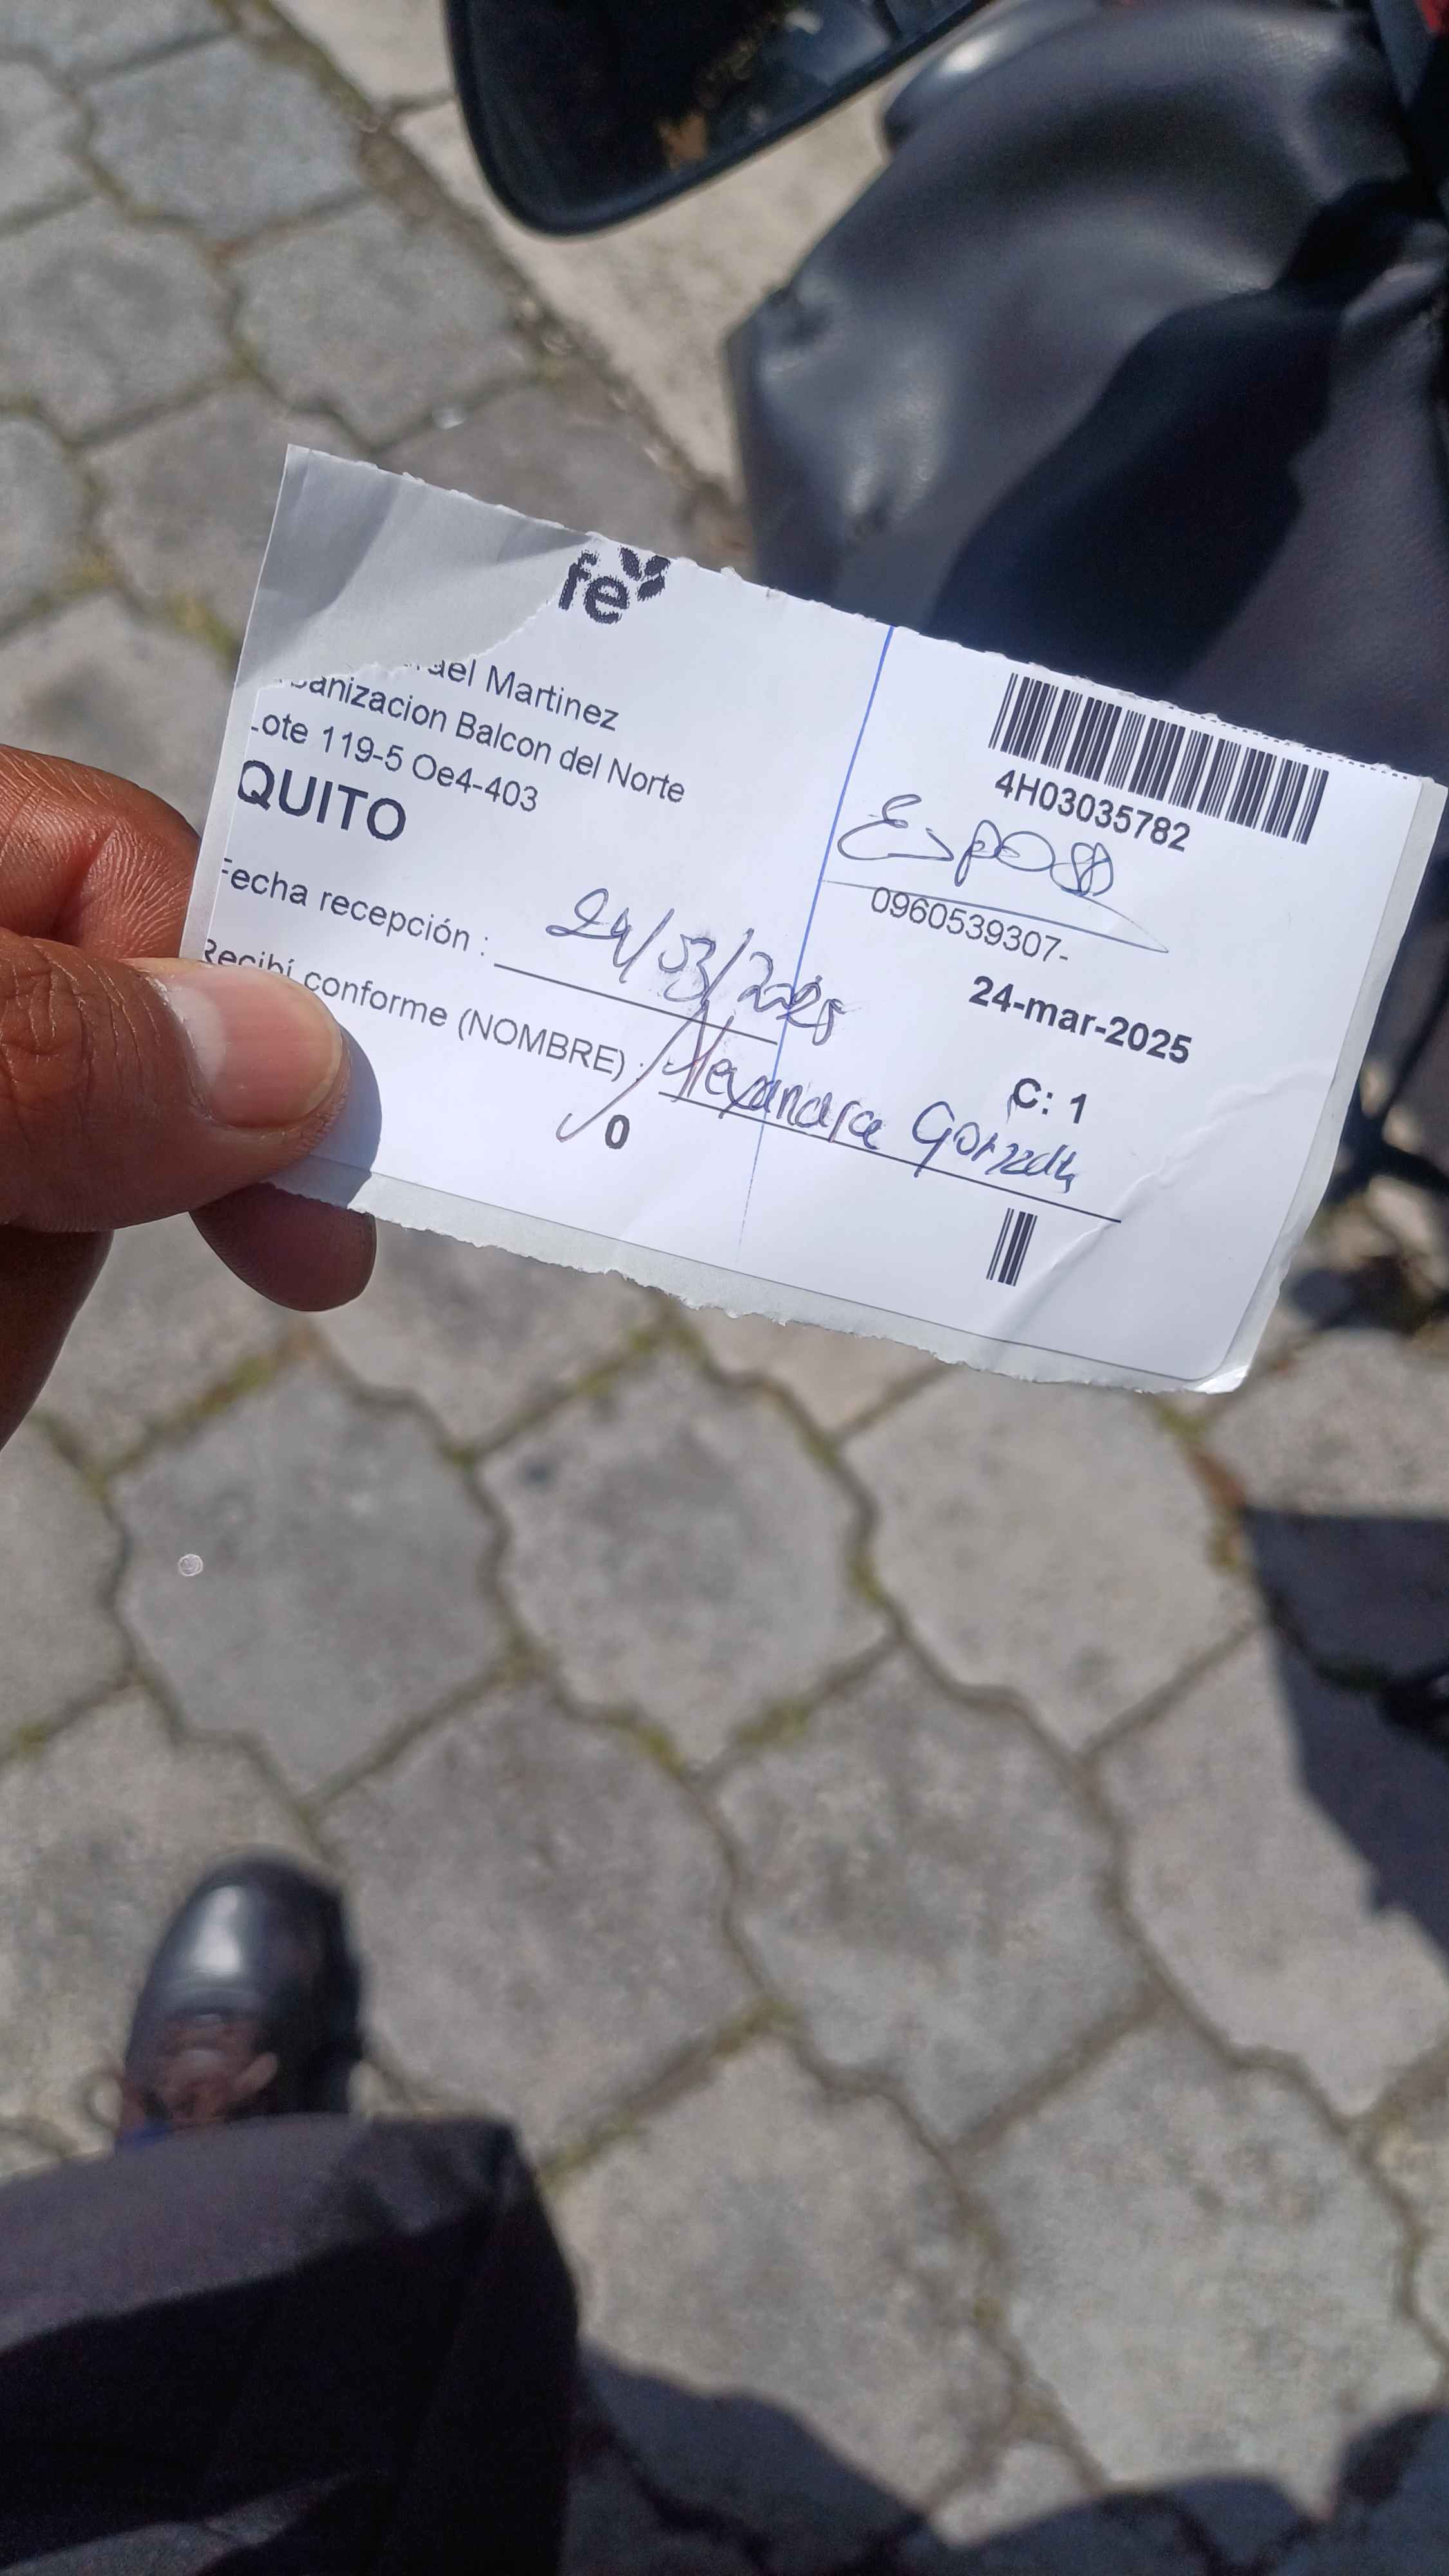 fe
ael Martinez
banizacion Balcon del Norte
Lote 119-5 Oe4-403
QUITO
Fecha recepción : 24/03/2025
Recibí conforme (NOMBRE) : Alexandra
0
4H03035782
0960539307-
24-mar-2025
C: 1